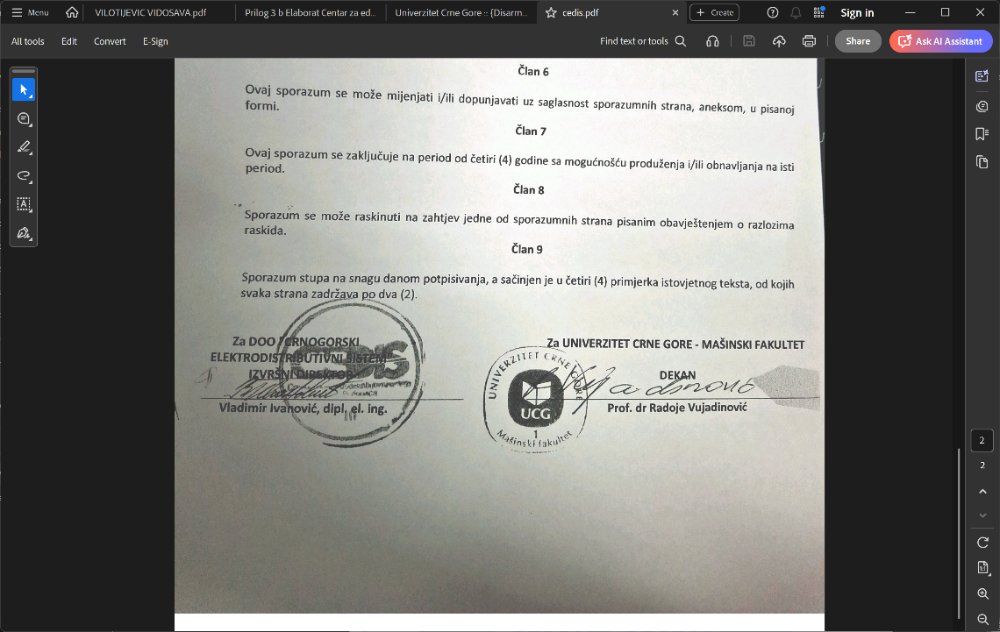 Menu
VILOTIJEVIC VIDOSAVA.pdf
Prilog 3 b Elaborat Centar za ed...
Univerzitet Crne Gore :: {Disarm...
cedis.pdf
Create
Sign in
All tools
Edit
Convert
E-Sign
Find text or tools
Share
Ask AI Assistant
Član 6
Ovaj sporazum se može mijenjati i/ili dopunjavati uz saglasnost sporazumnih strana, aneksom, u pisanoj
formi.
Član 7
Ovaj sporazum se zaključuje na period od četiri (4) godine sa mogućnošću produženja i/ili obnavljanja na isti
period.
Član 8
Sporazum se može raskinuti na zahtjev jedne od sporazumnih strana pisanim obavještenjem o razlozima
raskida.
Član 9
Sporazum stupa na snagu danom potpisivanja, a sačinjen je u četiri (4) primjerka istovjetnog teksta, od kojih
svaka strana zadržava po dva (2).
Za DOO CRNOGORSKI
ELEKTRODISTRIBUTIVNI SISTEM
IZVRŠNI DIREKTOR
Vladimir Ivanović, dipl. el. ing.
Za UNIVERZITET CRNE GORE - MAŠINSKI FAKULTET
DEKAN
Prof. dr Radoje Vujadinović
UNIVERZITET CRNE GORE
UCG
1
Mašinski fakultet
2
2